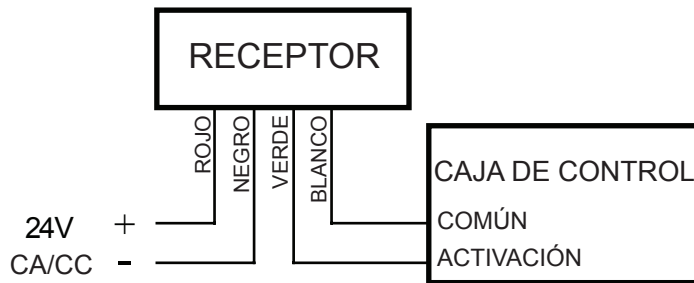 RECEPTOR
ROJO
NEGRO
VERDE
BLANCO
CAJA DE CONTROL
24V +
COMÚN
CA/CC -
ACTIVACIÓN